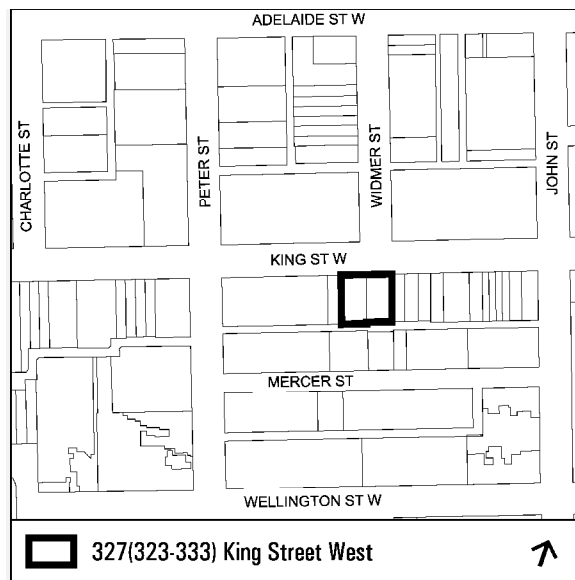 ADELAIDE ST W
CHARLOTTE ST
PETER ST
WIDMER ST
JOHN ST
KING ST W
MERCER ST
WELLINGTON ST W
327(323-333) King Street West